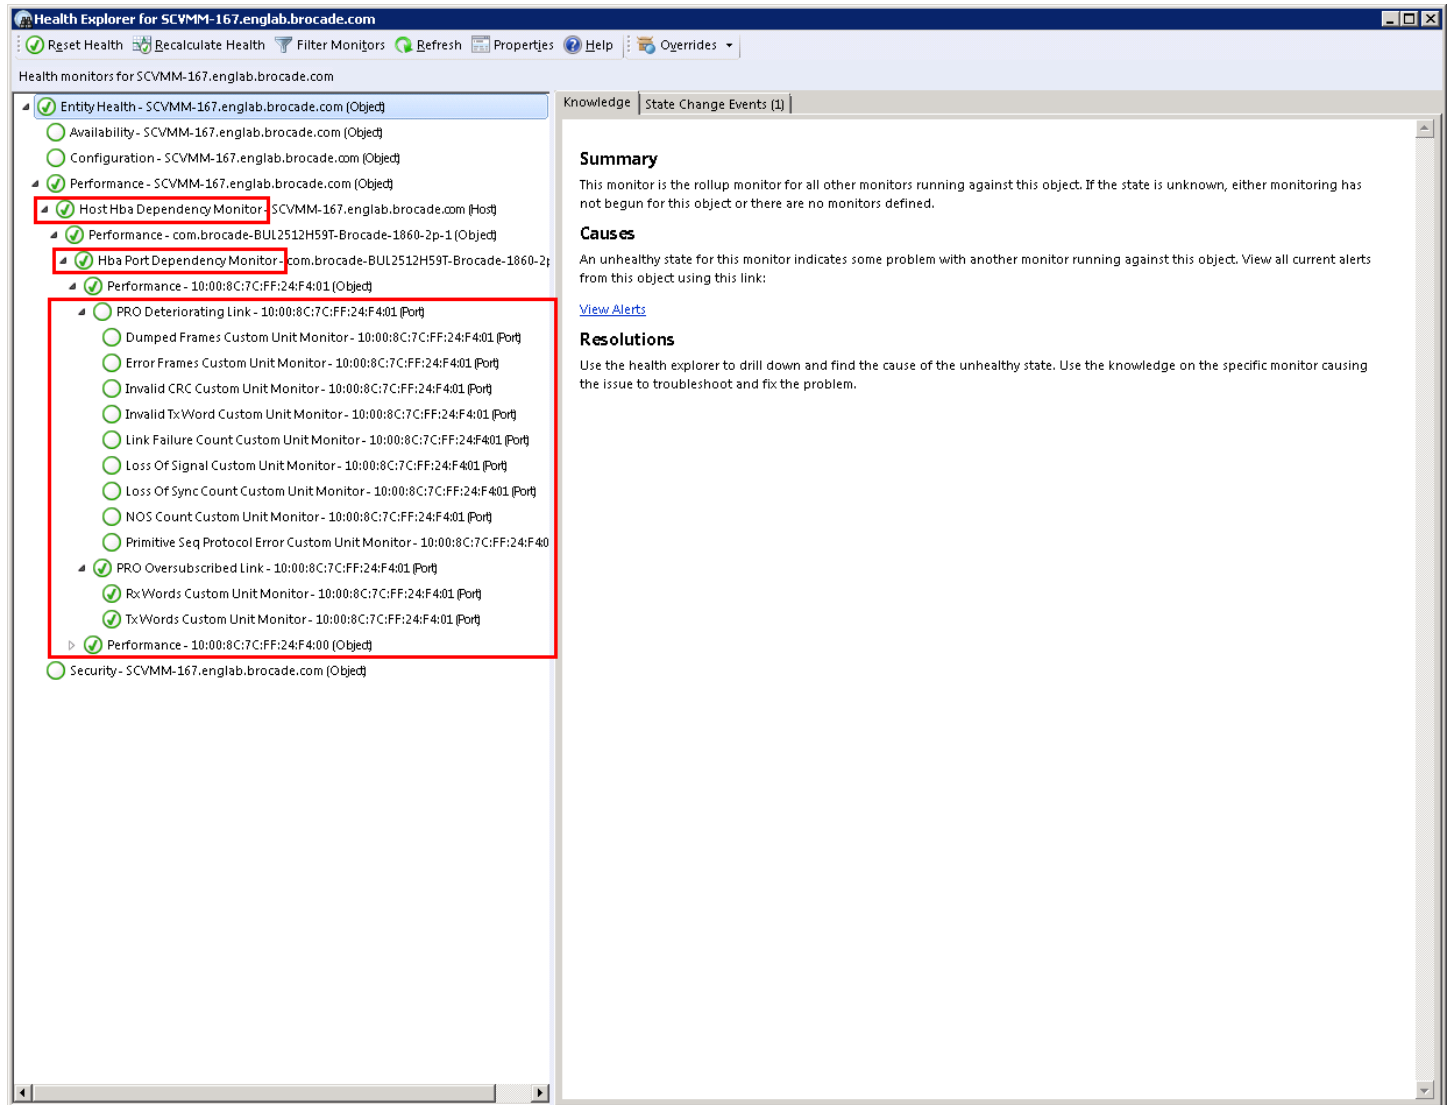 Health Explorer for SCVMM-167.englab.brocade.com
Reset Health Recalculate Health Filter Monitors Refresh Properties Help Overrides
Health monitors for SCVMM-167.englab.brocade.com
Entity Health - SCVMM-167.englab.brocade.com (Object)
Availability - SCVMM-167.englab.brocade.com (Object)
Configuration - SCVMM-167.englab.brocade.com (Object)
Performance - SCVMM-167.englab.brocade.com (Object)
Host Hba Dependency Monitor - SCVMM-167.englab.brocade.com (Host)
Performance - com.brocade-BUL2512H59T-Brocade-1860-2p-1 (Object)
Hba Port Dependency Monitor - com.brocade-BUL2512H59T-Brocade-1860-2p
Performance - 10:00:8C:7C:FF:24:F4:01 (Object)
PRO Deteriorating Link - 10:00:8C:7C:FF:24:F4:01 (Port)
Dumped Frames Custom Unit Monitor - 10:00:8C:7C:FF:24:F4:01 (Port)
Error Frames Custom Unit Monitor - 10:00:8C:7C:FF:24:F4:01 (Port)
Invalid CRC Custom Unit Monitor - 10:00:8C:7C:FF:24:F4:01 (Port)
Invalid TxWord Custom Unit Monitor - 10:00:8C:7C:FF:24:F4:01 (Port)
Link Failure Count Custom Unit Monitor - 10:00:8C:7C:FF:24:F4:01 (Port)
Loss Of Signal Custom Unit Monitor - 10:00:8C:7C:FF:24:F4:01 (Port)
Loss Of Sync Count Custom Unit Monitor - 10:00:8C:7C:FF:24:F4:01 (Port)
NOS Count Custom Unit Monitor - 10:00:8C:7C:FF:24:F4:01 (Port)
Primitive Seq Protocol Error Custom Unit Monitor - 10:00:8C:7C:FF:24:F4:0
PRO Oversubscribed Link - 10:00:8C:7C:FF:24:F4:01 (Port)
RxWords Custom Unit Monitor - 10:00:8C:7C:FF:24:F4:01 (Port)
TxWords Custom Unit Monitor - 10:00:8C:7C:FF:24:F4:01 (Port)
Performance - 10:00:8C:7C:FF:24:F4:00 (Object)
Security - SCVMM-167.englab.brocade.com (Object)
Knowledge State Change Events (1)
Summary
This monitor is the rollup monitor for all other monitors running against this object. If the state is unknown, either monitoring has
not begun for this object or there are no monitors defined.
Causes
An unhealthy state for this monitor indicates some problem with another monitor running against this object. View all current alerts
from this object using this link:
View Alerts
Resolutions
Use the health explorer to drill down and find the cause of the unhealthy state. Use the knowledge on the specific monitor causing
the issue to troubleshoot and fix the problem.